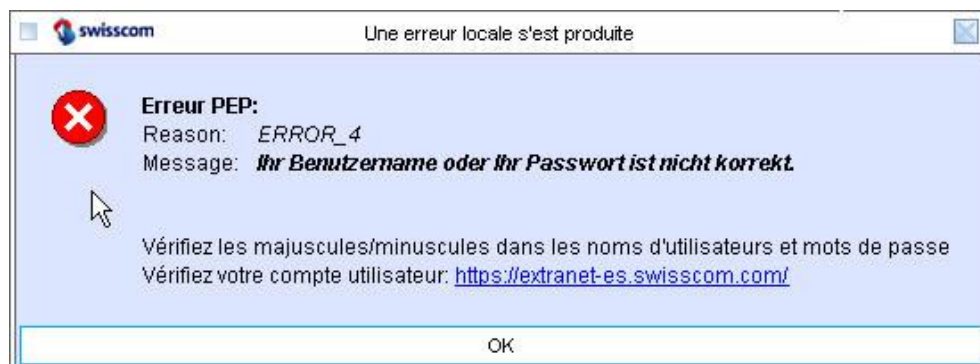 swisscom Une erreur locale s'est produite
Erreur PEP:
Reason: ERROR_4
Message: Ihr Benutzername oder Ihr Passwort ist nicht korrekt.
Vérifiez les majuscules/minuscules dans les noms d'utilisateurs et mots de passe
Vérifiez votre compte utilisateur: https://extranet-es.swisscom.com/
OK